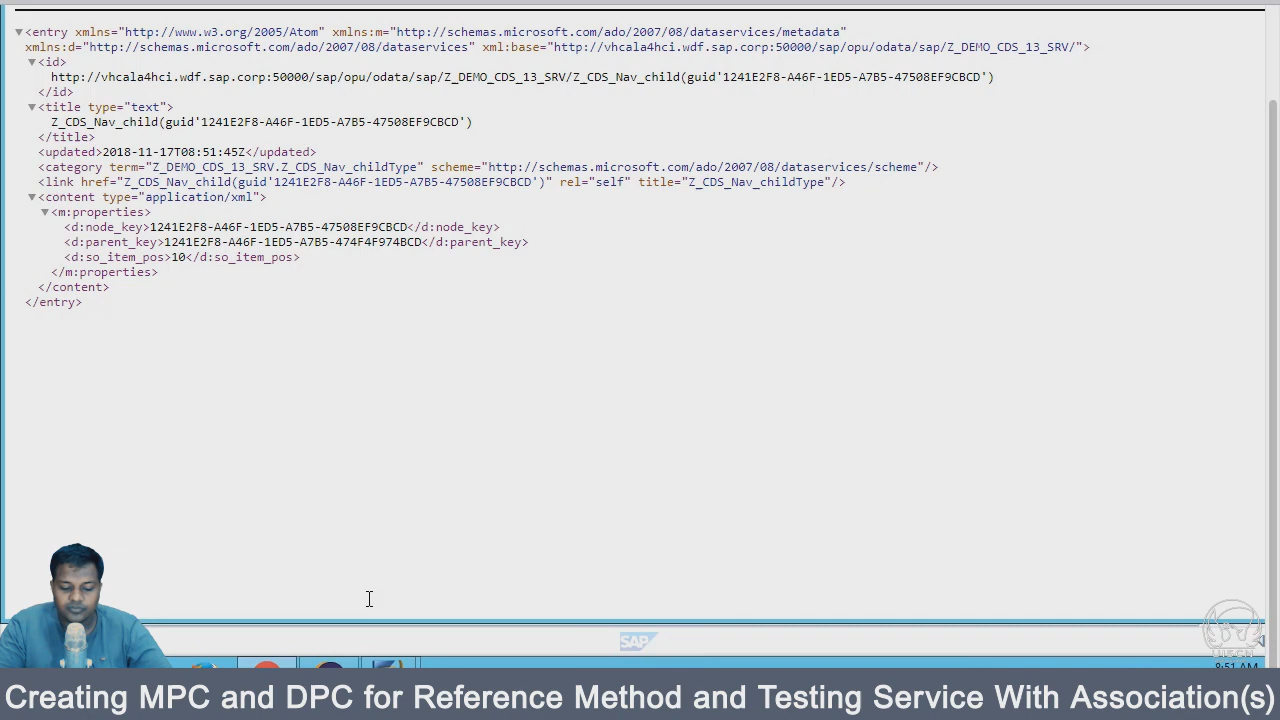 <entry xmlns="http://www.w3.org/2005/Atom" xmlns:m="http://schemas.microsoft.com/ado/2007/08/dataservices/metadata"
xmlns:d="http://schemas.microsoft.com/ado/2007/08/dataservices" xml:base="http://vhcala4hci.wdf.sap.corp:50000/sap/opu/odata/sap/Z_DEMO_CDS_13_SRV/">
<id>
http://vhcala4hci.wdf.sap.corp:50000/sap/opu/odata/sap/Z_DEMO_CDS_13_SRV/Z_CDS_Nav_child(guid'1241E2F8-A46F-1ED5-A7B5-47508EF9CBCD')
</id>
<title type="text">
Z_CDS_Nav_child(guid'1241E2F8-A46F-1ED5-A7B5-47508EF9CBCD')
</title>
<updated>2018-11-17T08:51:45Z</updated>
<category term="Z_DEMO_CDS_13_SRV.Z_CDS_Nav_childType" scheme="http://schemas.microsoft.com/ado/2007/08/dataservices/scheme"/>
<link href="Z_CDS_Nav_child(guid'1241E2F8-A46F-1ED5-A7B5-47508EF9CBCD')" rel="self" title="Z_CDS_Nav_childType"/>
<content type="application/xml">
<m:properties>
<d:node_key>1241E2F8-A46F-1ED5-A7B5-47508EF9CBCD</d:node_key>
<d:parent_key>1241E2F8-A46F-1ED5-A7B5-474F4F974BCD</d:parent_key>
<d:so_item_pos>10</d:so_item_pos>
</m:properties>
</content>
</entry>
SAP
8:51 AM
Creating MPC and DPC for Reference Method and Testing Service With Association(s)